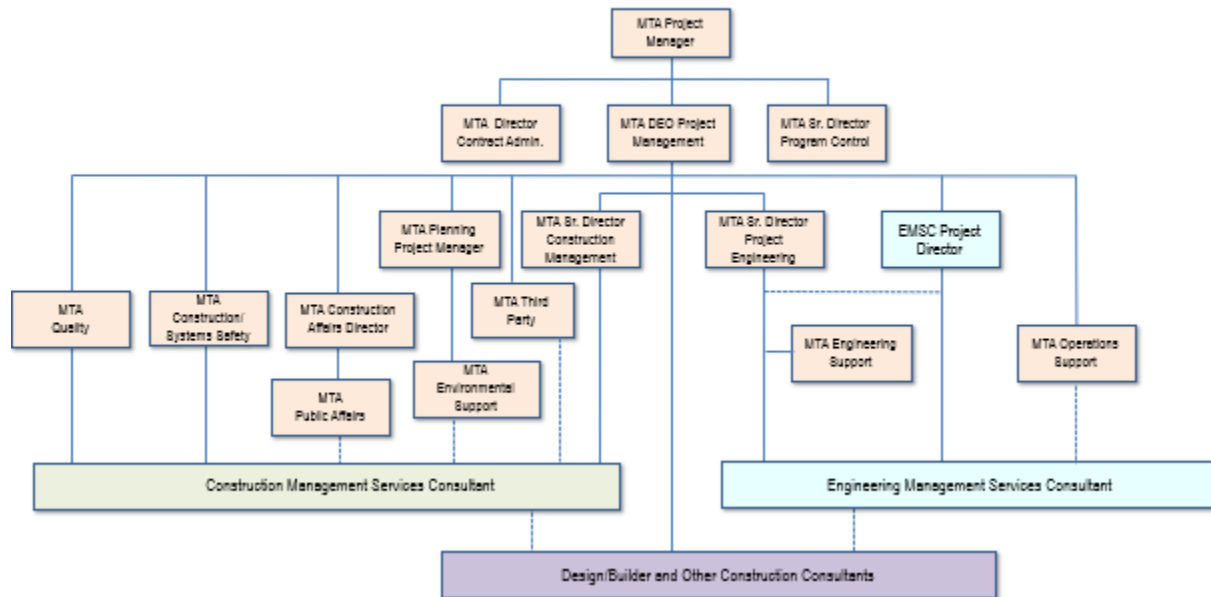 MTA Project
Manager
MTA Director
Contract Admin.
MTA DEO Project
Management
MTA Sr. Director
Program Control
MTA Planning
Project Manager
MTA Sr. Director
Construction
Management
MTA Sr. Director
Project
Engineering
EMSC Project
Director
MTA
Quality
MTA
Construction/
Systems Safety
MTA Construction
Affairs Director
MTA Third
Party
MTA Engineering
Support
MTA Operations
Support
MTA
Public Affairs
MTA
Environmental
Support
Construction Management Services Consultant
Engineering Management Services Consultant
Design/Builder and Other Construction Consultants